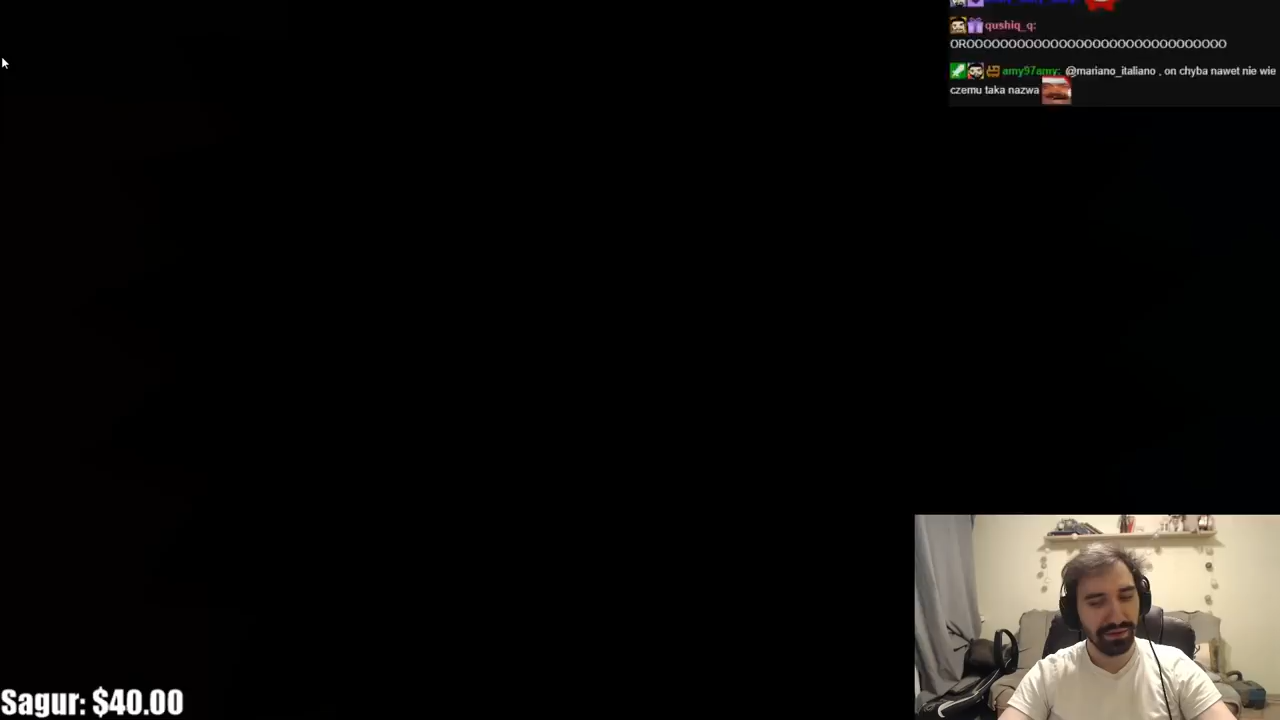 qushiq_q:
OROOOOOOOOOOOOOOOOOOOOOOOOOOOOOOO
amy97amy: @mariano_italiano , on chyba nawet nie wie
czemu taka nazwa
Sagur: $40.00